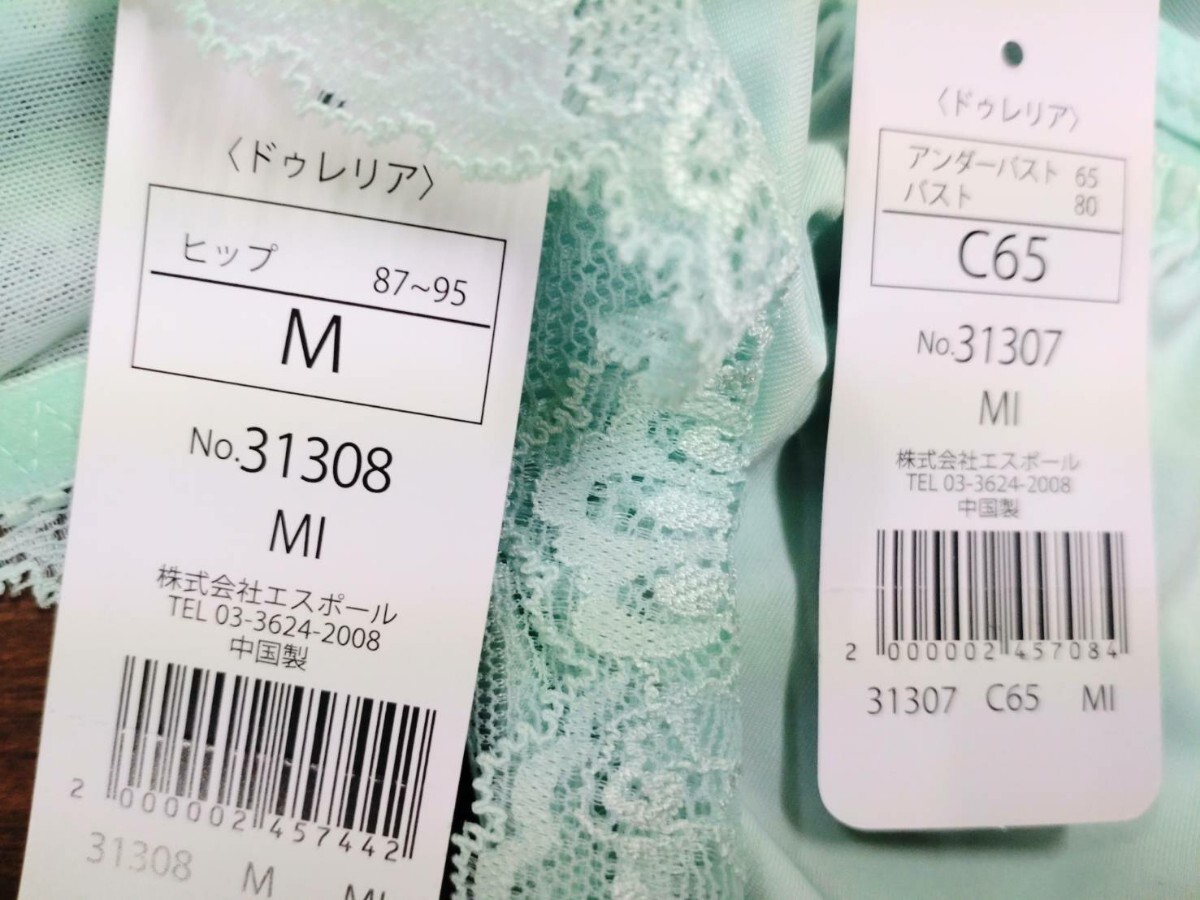 〈ドゥレリア〉
ヒップ 87~95
M
No.31308
MI
株式会社エスポール
TEL 03-3624-2008
中国製
2 000002 457442
31308 M MI
〈ドゥレリア〉
アンダーバスト 65
バスト 80
C65
No.31307
MI
株式会社エスポール
TEL 03-3624-2008
中国製
2 000002 457084
31307 C65 MI